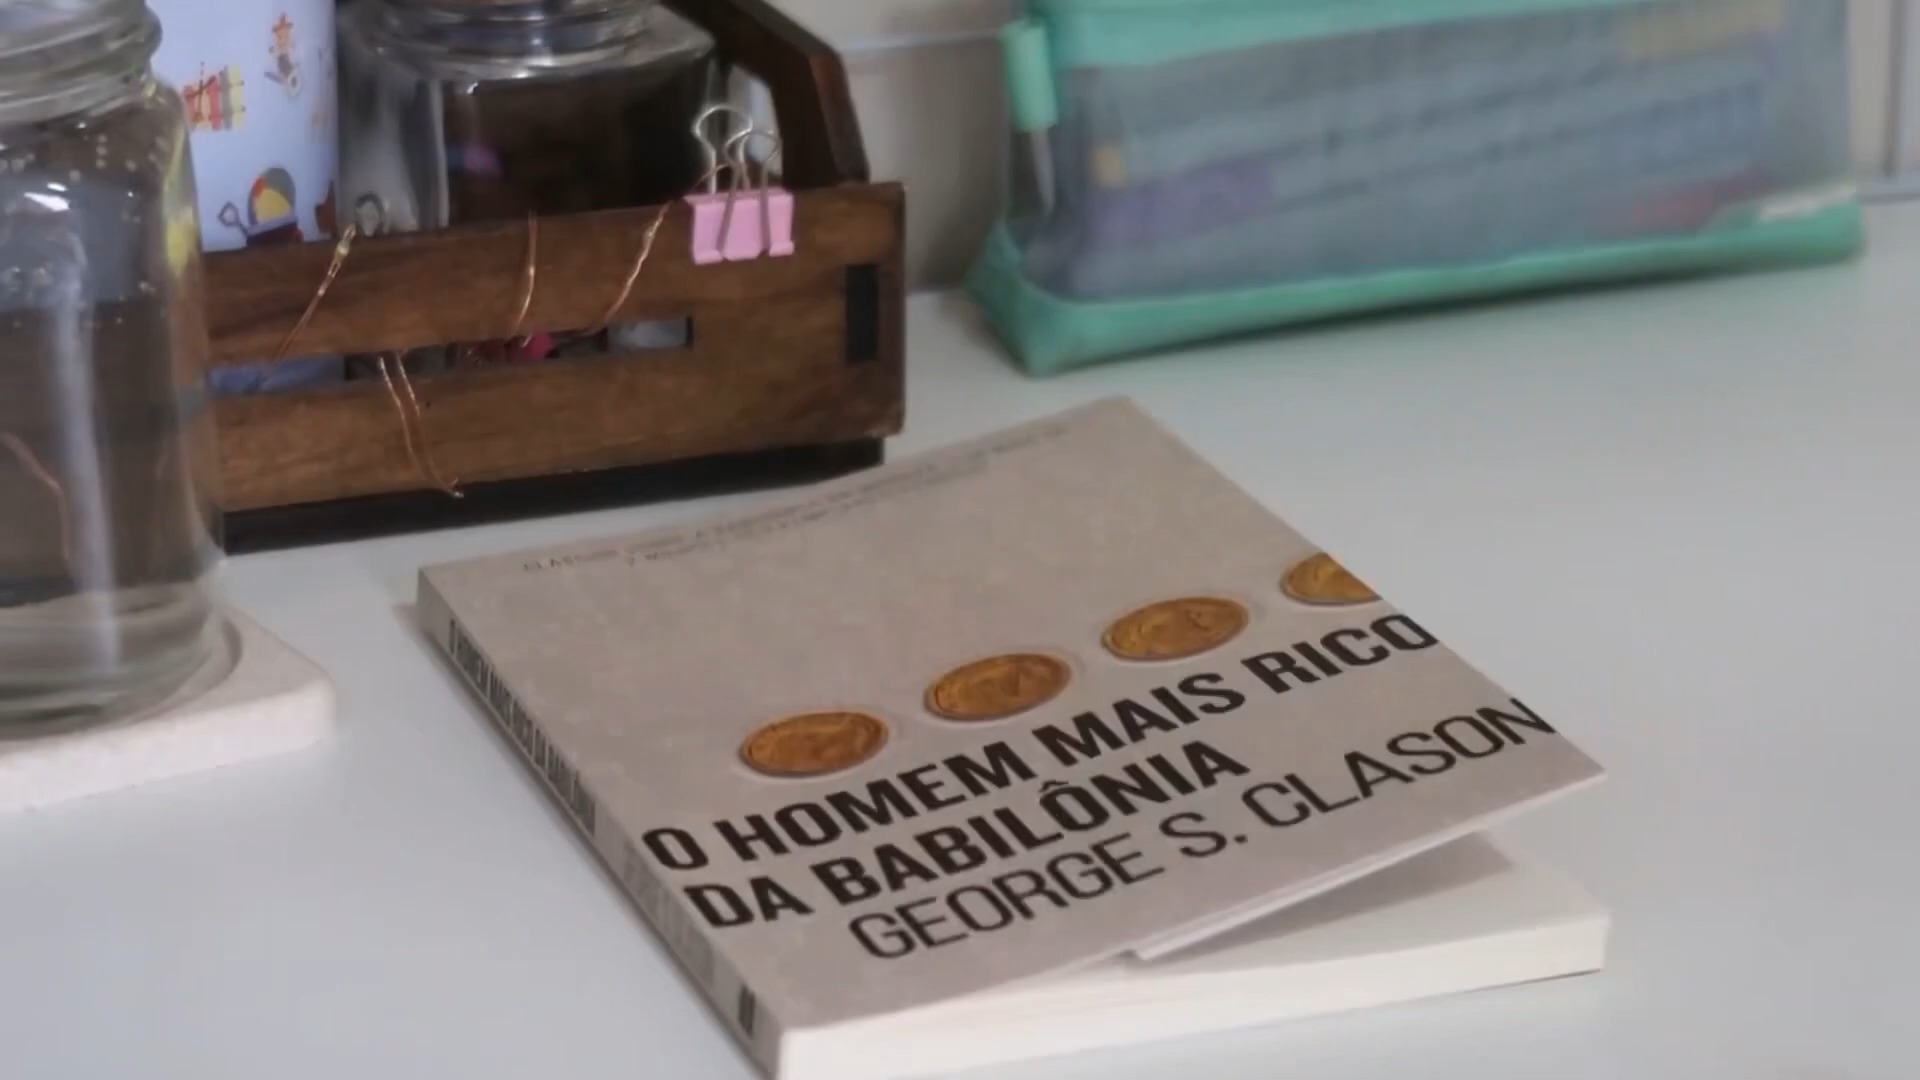 O HOMEM MAIS RICO
DA BABILÔNIA
GEORGE S. CLASON
O HOMEM MAIS RICO DA BABILÔNIA